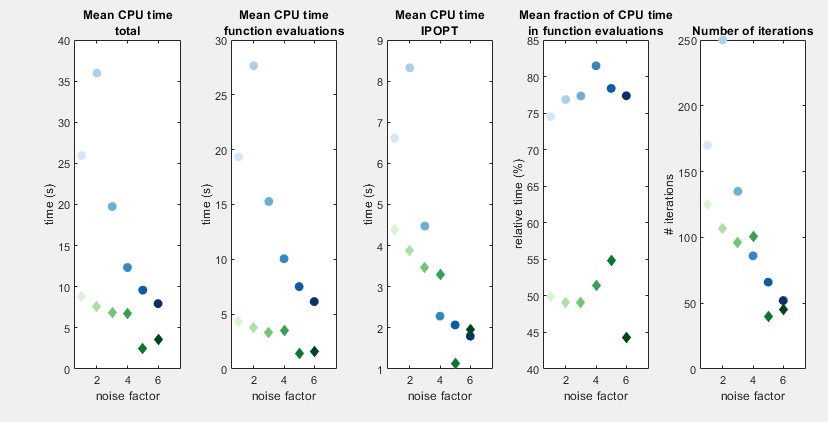 Mean CPU time
total
40
35
30
25
20
15
10
5
0
time (s)
2 4 6
noise factor
Mean CPU time
function evaluations
30
25
20
15
10
5
0
time (s)
2 4 6
noise factor
Mean CPU time
IPOPT
9
8
7
6
5
4
3
2
1
time (s)
2 4 6
noise factor
Mean fraction of CPU time
in function evaluations
85
80
75
70
65
60
55
50
45
40
relative time (%)
2 4 6
noise factor
Number of iterations
250
200
150
100
50
0
# iterations
2 4 6
noise factor